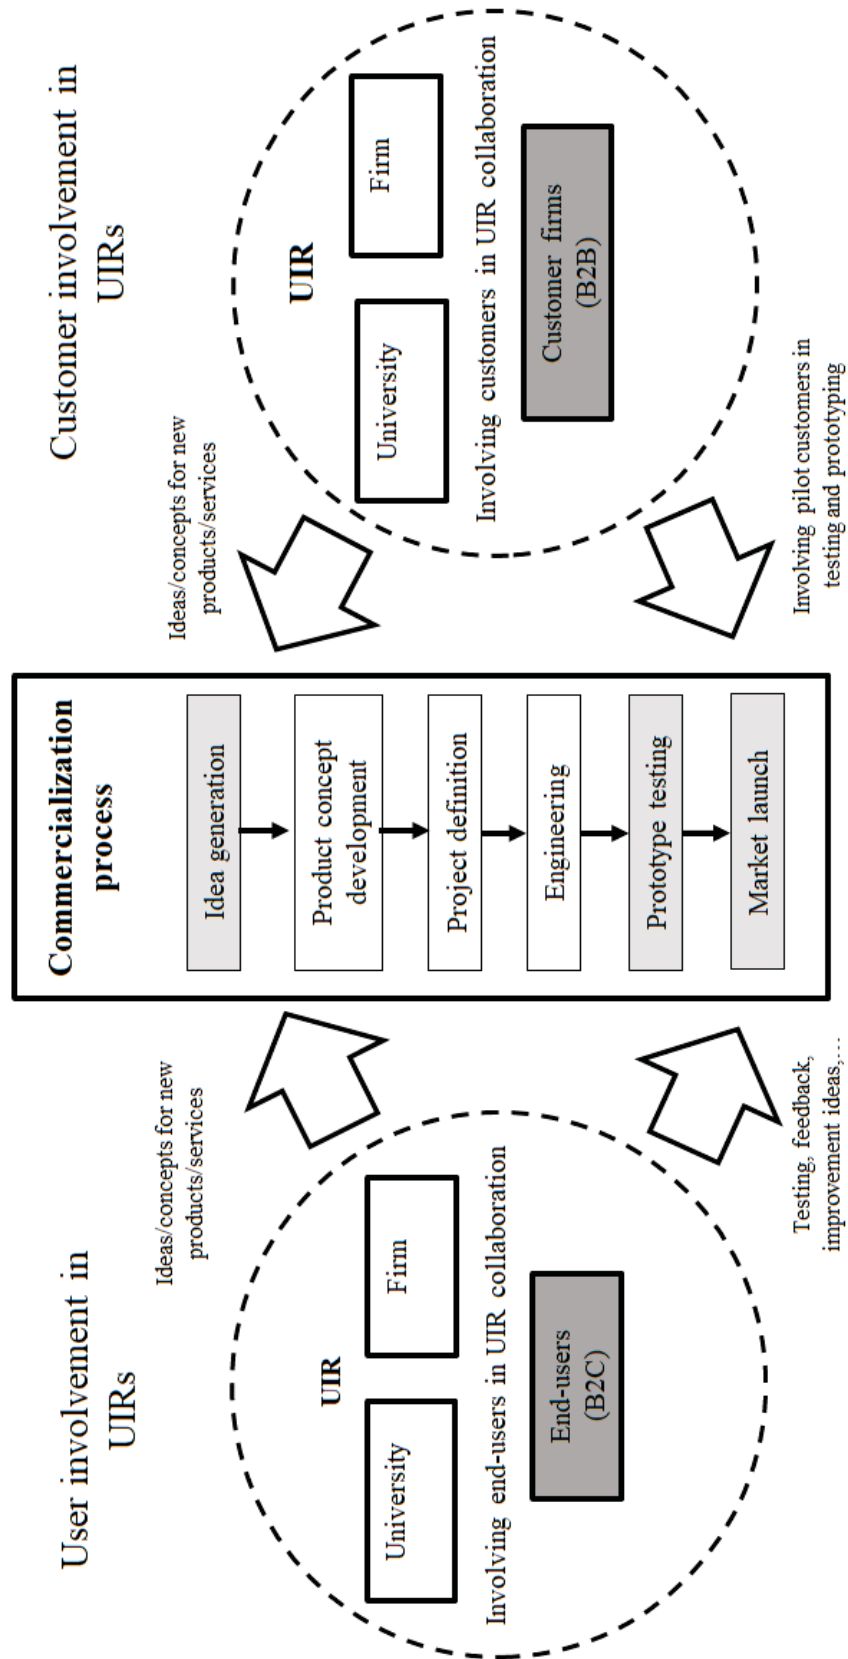 User involvement in
UIRs
Ideas/concepts for new
products/services
UIR
University
Firm
Involving end-users in UIR collaboration
End-users
(B2C)
Testing, feedback,
improvement ideas,…
Commercialization
process
Idea generation
Product concept
development
Project definition
Engineering
Prototype testing
Market launch
Customer involvement in
UIRs
Ideas/concepts for new
products/services
UIR
University
Firm
Involving customers in UIR collaboration
Customer firms
(B2B)
Involving pilot customers in
testing and prototyping